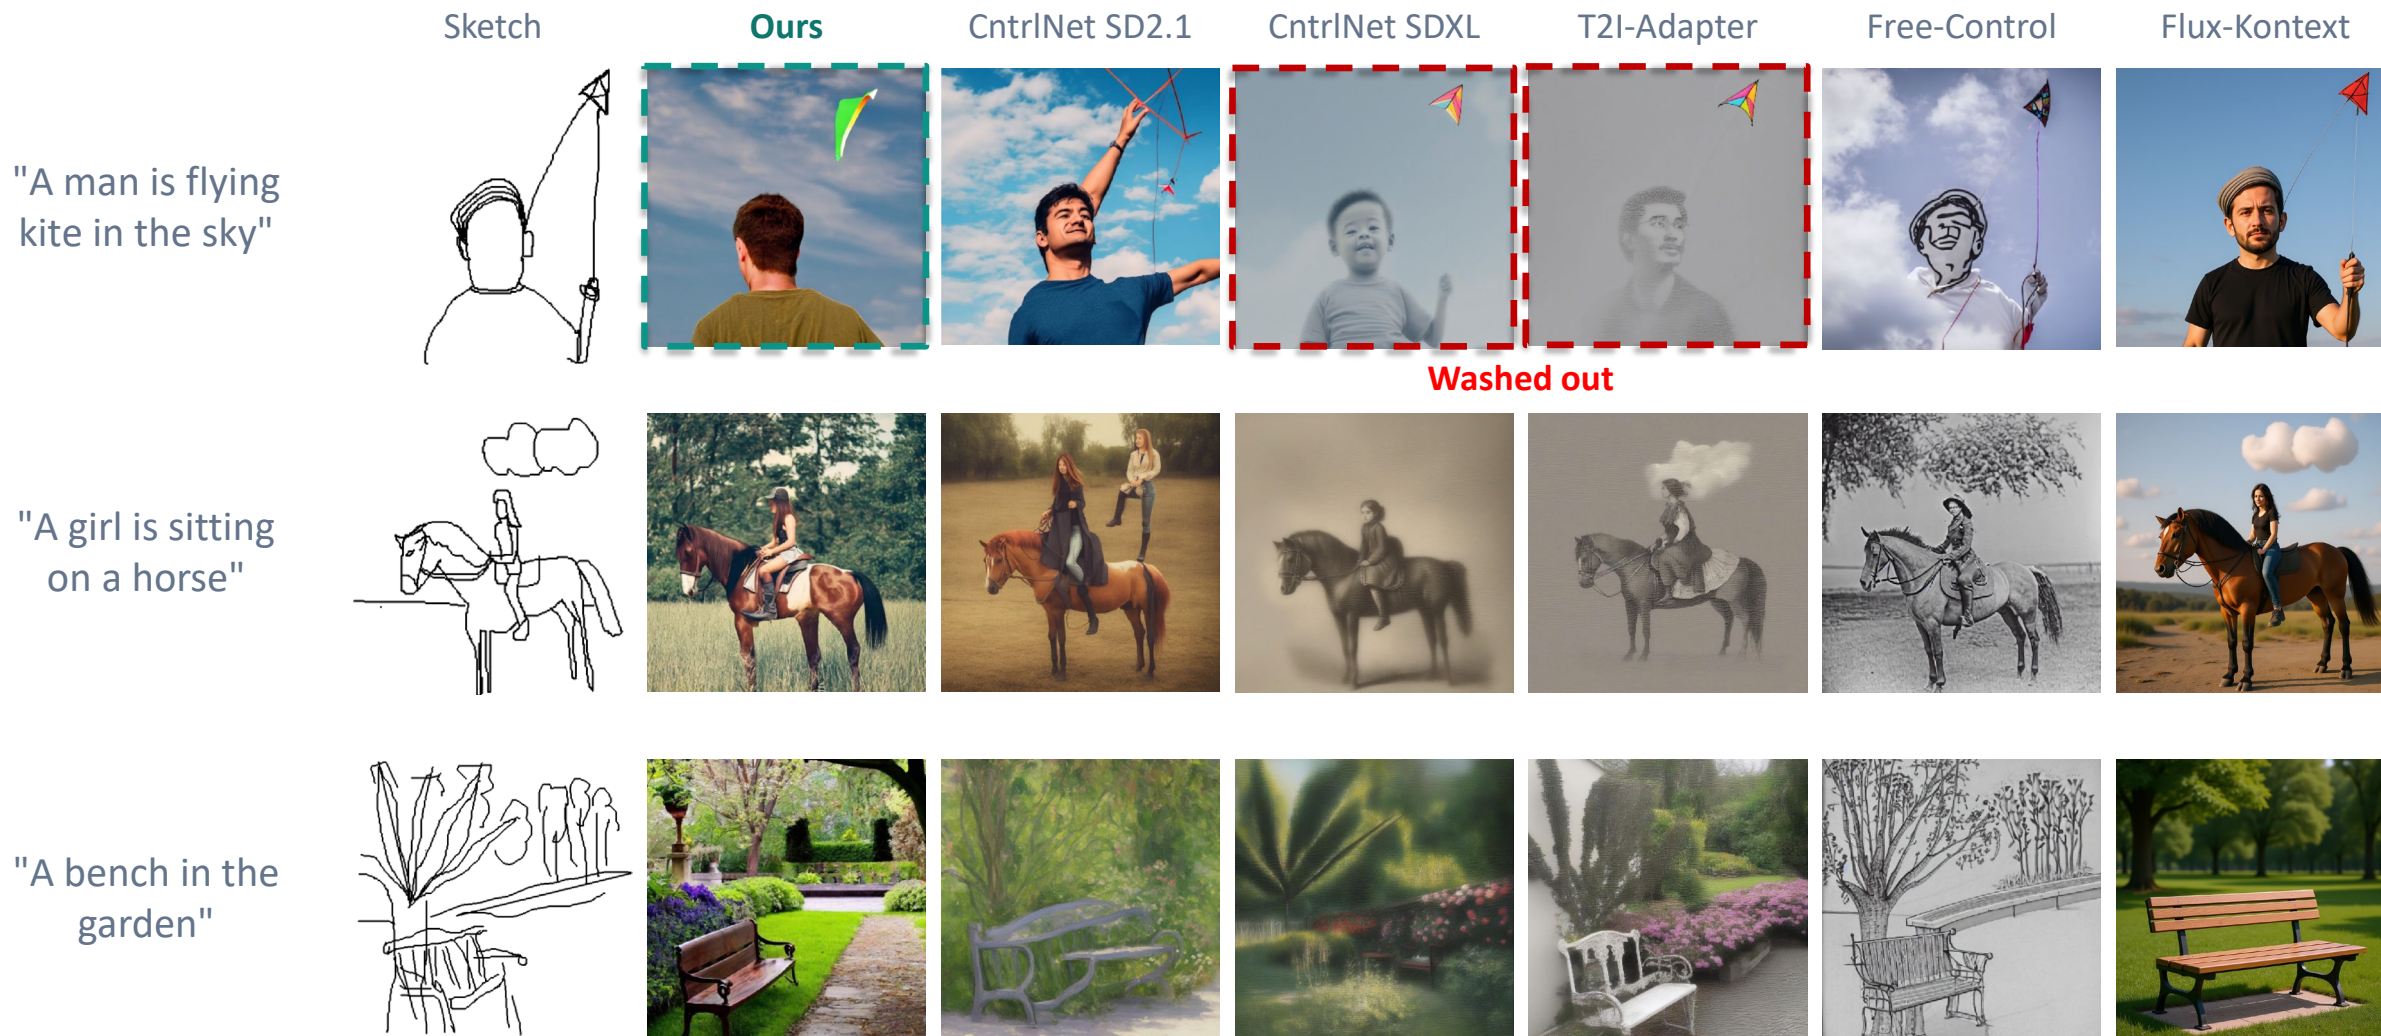 Sketch
Ours
CntrlNet SD2.1
CntrlNet SDXL
T2I-Adapter
Free-Control
Flux-Kontext
"A man is flying
kite in the sky"
Washed out
"A girl is sitting
on a horse"
"A bench in the
garden"